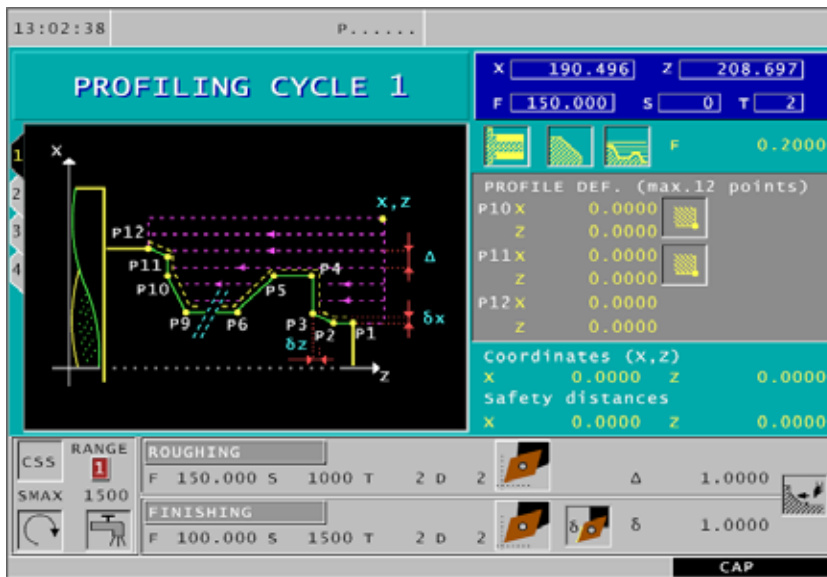 13:02:38 P......
PROFILING CYCLE 1
X 190.496 Z 208.697
F 150.000 S 0 T 2
1
2
3
4
X
x,z
P12
P11
P10
P9
P6
P5
P4
P3
P2
P1
Δ
δx
δz
Z
F 0.2000
PROFILE DEF. (max.12 points)
P10 X 0.0000
Z 0.0000
P11 X 0.0000
Z 0.0000
P12 X 0.0000
Z 0.0000
Coordinates (X,Z)
X 0.0000 Z 0.0000
Safety distances
X 0.0000 Z 0.0000
CSS RANGE
1
SMAX 1500
ROUGHING
F 150.000 S 1000 T 2 D 2 Δ 1.0000
FINISHING
F 100.000 S 1500 T 2 D 2 δ δ 1.0000
CAP